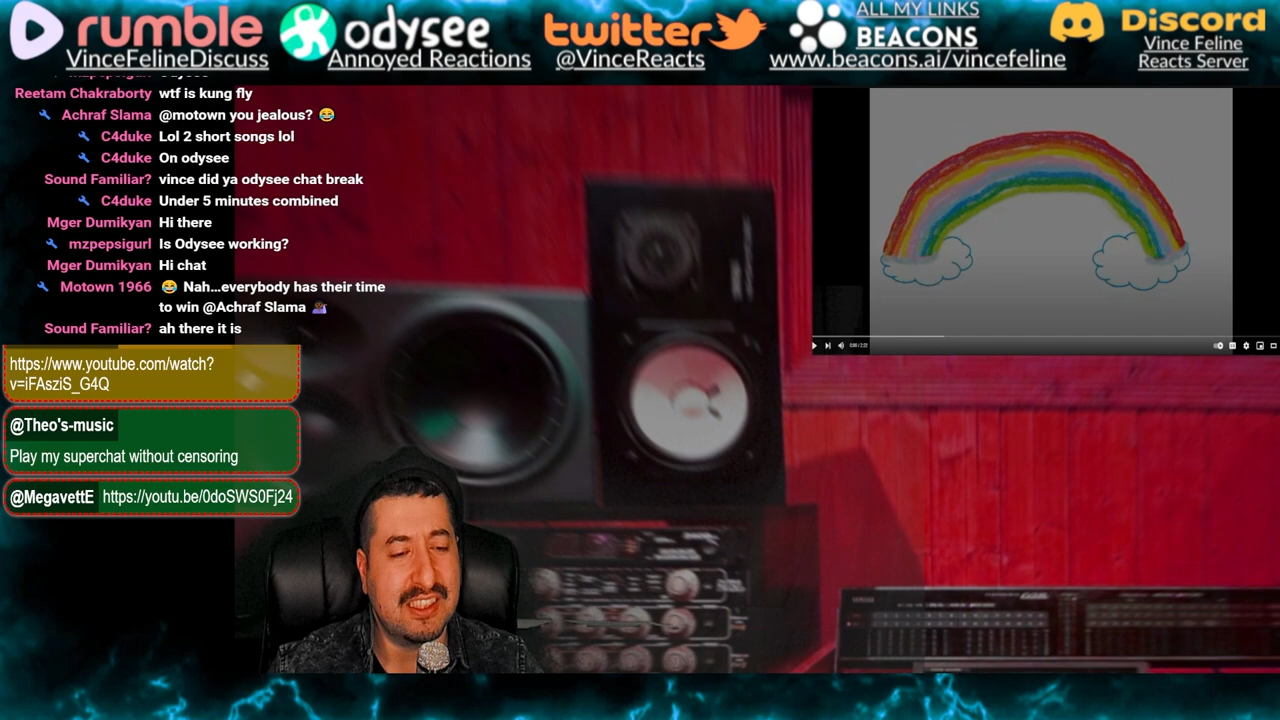 rumble
VinceFelineDiscuss
odysee
Annoyed Reactions
twitter
@VinceReacts
ALL MY LINKS
BEACONS
www.beacons.ai/vincefeline
Discord
Vince Feline
Reacts Server
Reetam Chakraborty wtf is kung fly
Achraf Slama @motown you jealous? 😂
C4duke Lol 2 short songs lol
C4duke On odysee
Sound Familiar? vince did ya odysee chat break
C4duke Under 5 minutes combined
Mger Dumikyan Hi there
mzpepsigurl Is Odysee working?
Mger Dumikyan Hi chat
Motown 1966 😂 Nah...everybody has their time
to win @Achraf Slama
Sound Familiar? ah there it is
https://www.youtube.com/watch?
v=iFAsziS_G4Q
@Theo's-music
Play my superchat without censoring
@MegavettE https://youtu.be/0doSWS0Fj24